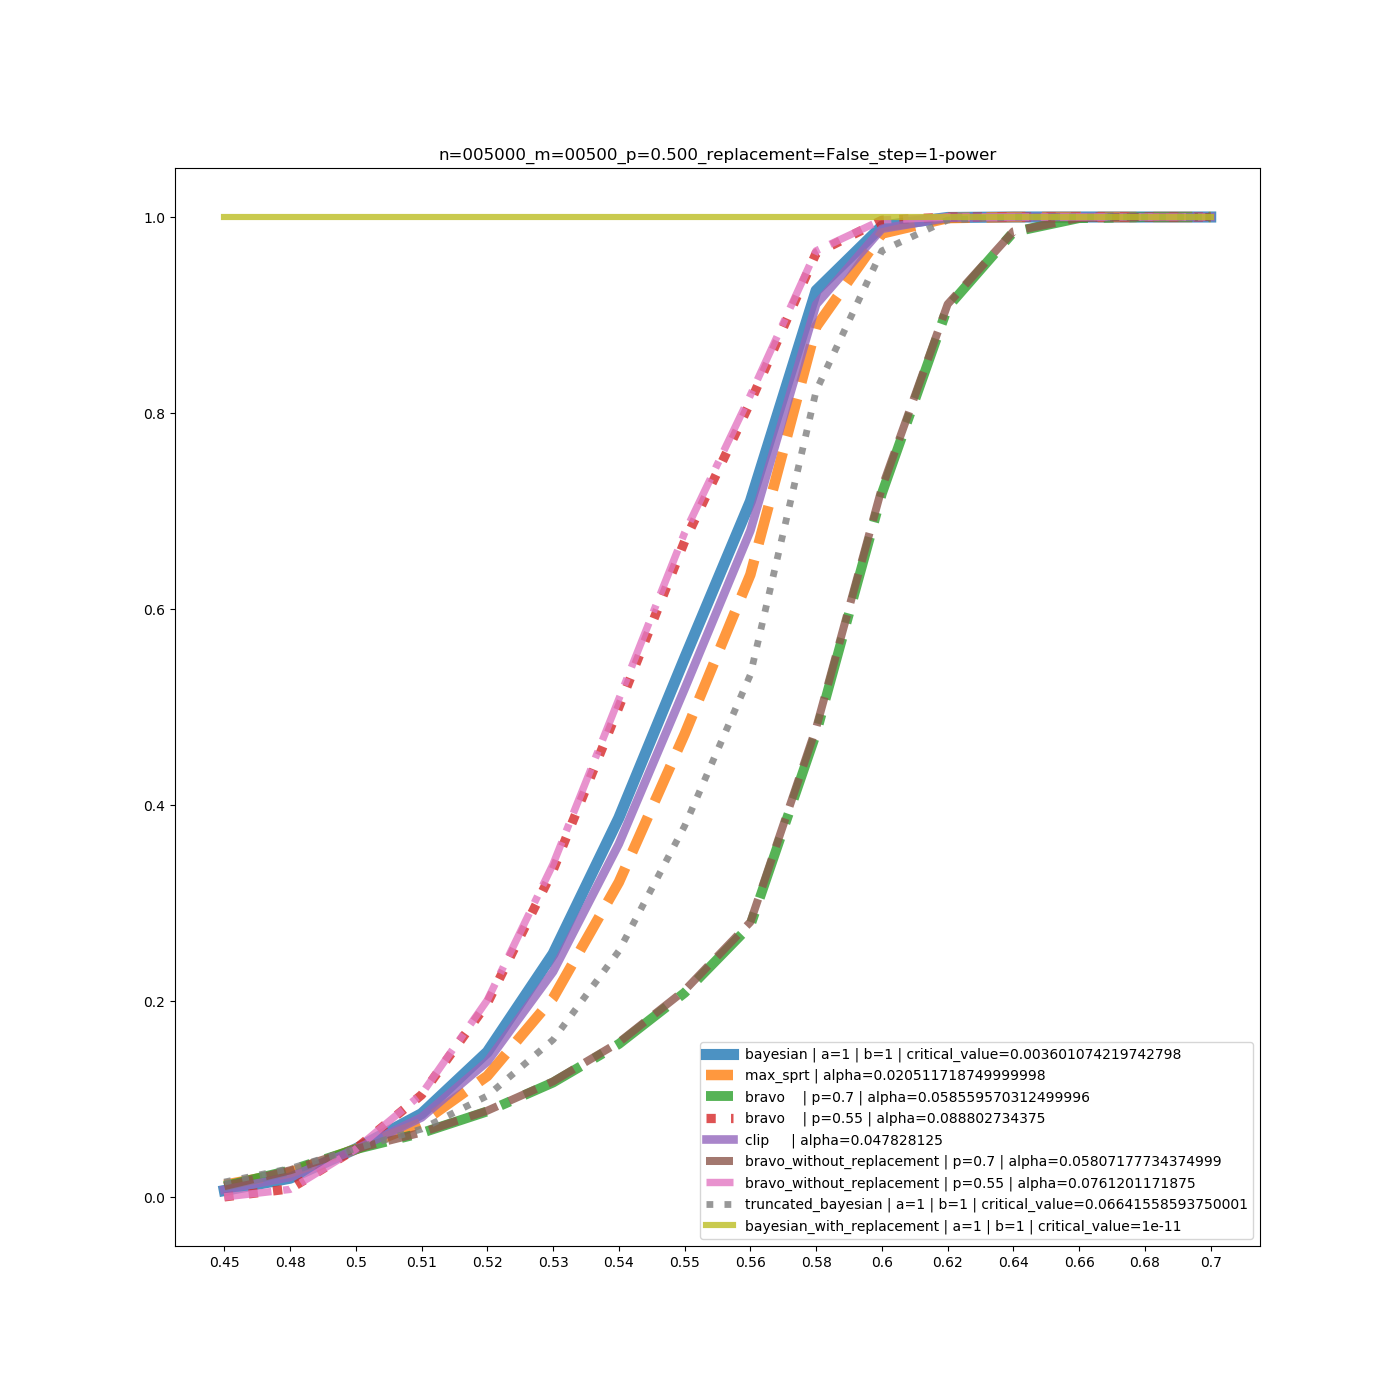 n=005000_m=00500_p=0.500_replacement=False_step=1-power
1.0
0.8
0.6
0.4
0.2
0.0
bayesian | a=1 | b=1 | critical_value=0.003601074219742798
max_sprt | alpha=0.020511718749999998
bravo | p=0.7 | alpha=0.058559570312499996
bravo | p=0.55 | alpha=0.088802734375
clip | alpha=0.047828125
bravo_without_replacement | p=0.7 | alpha=0.05807177734374999
bravo_without_replacement | p=0.55 | alpha=0.0761201171875
truncated_bayesian | a=1 | b=1 | critical_value=0.06641558593750001
bayesian_with_replacement | a=1 | b=1 | critical_value=1e-11
0.45 0.48 0.5 0.51 0.52 0.53 0.54 0.55 0.56 0.58 0.6 0.62 0.64 0.66 0.68 0.7